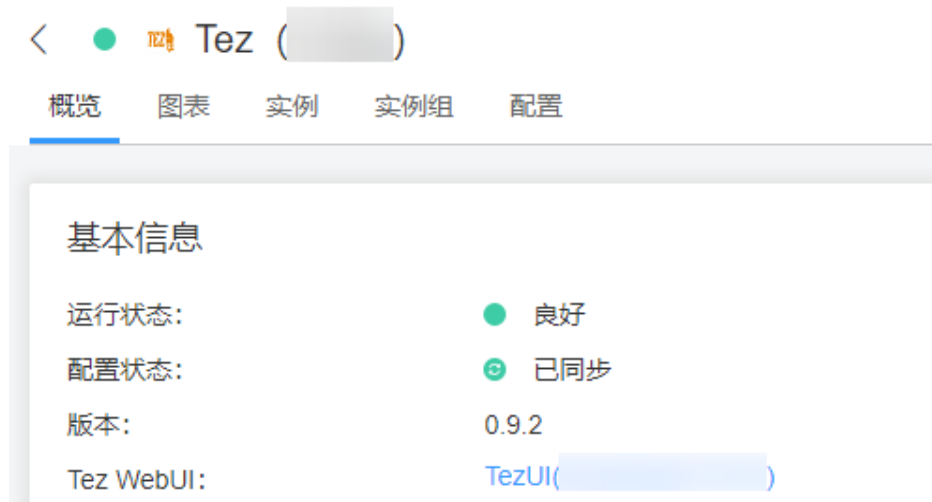 TEZ Tez ( )
概览 图表 实例 实例组 配置
基本信息
运行状态： 良好
配置状态： 已同步
版本： 0.9.2
Tez WebUI： TezUI( )